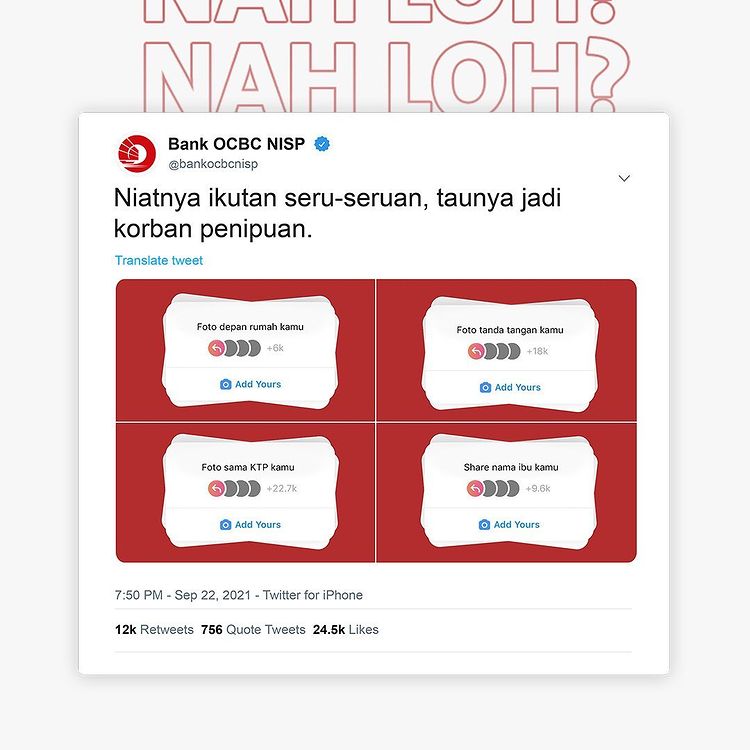 NAH LOH?
NAH LOH?
Bank OCBC NISP
@bankocbcnisp
Niatnya ikutan seru-seruan, taunya jadi
korban penipuan.
Translate tweet
Foto depan rumah kamu
+6k
Add Yours
Foto tanda tangan kamu
+18k
Add Yours
Foto sama KTP kamu
+22.7k
Add Yours
Share nama ibu kamu
+9.6k
Add Yours
7:50 PM - Sep 22, 2021 - Twitter for iPhone
12k Retweets 756 Quote Tweets 24.5k Likes